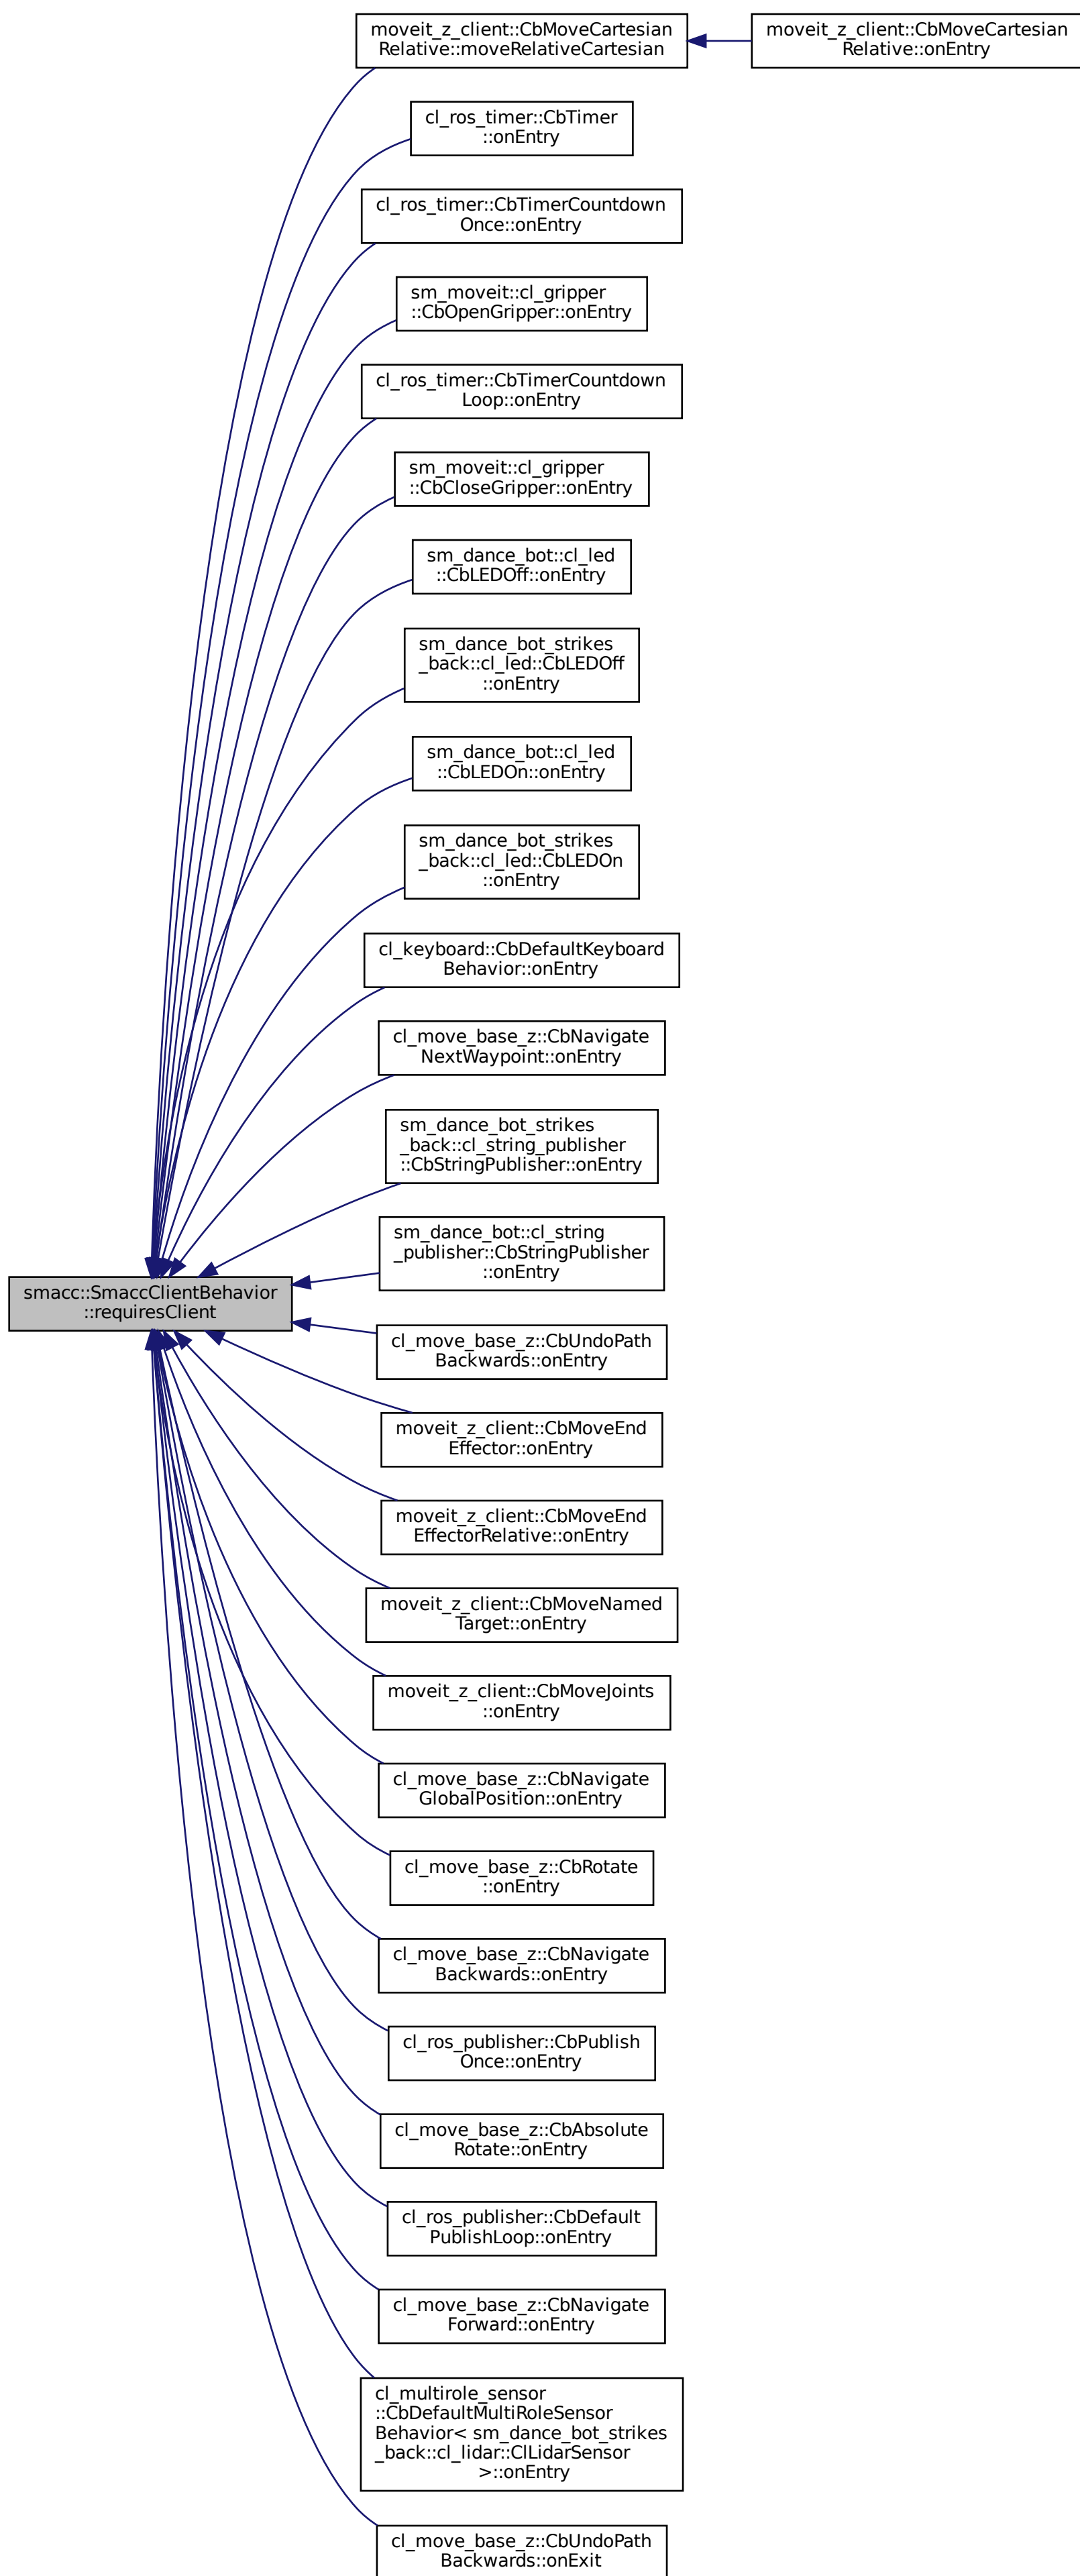 moveit_z_client::CbMoveCartesian
Relative::moveRelativeCartesian
moveit_z_client::CbMoveCartesian
Relative::onEntry
cl_ros_timer::CbTimer
::onEntry
cl_ros_timer::CbTimerCountdown
Once::onEntry
sm_moveit::cl_gripper
::CbOpenGripper::onEntry
cl_ros_timer::CbTimerCountdown
Loop::onEntry
sm_moveit::cl_gripper
::CbCloseGripper::onEntry
sm_dance_bot::cl_led
::CbLEDOff::onEntry
sm_dance_bot_strikes
_back::cl_led::CbLEDOff
::onEntry
sm_dance_bot::cl_led
::CbLEDOn::onEntry
sm_dance_bot_strikes
_back::cl_led::CbLEDOn
::onEntry
cl_keyboard::CbDefaultKeyboard
Behavior::onEntry
cl_move_base_z::CbNavigate
NextWaypoint::onEntry
sm_dance_bot_strikes
_back::cl_string_publisher
::CbStringPublisher::onEntry
sm_dance_bot::cl_string
_publisher::CbStringPublisher
::onEntry
smacc::SmaccClientBehavior
::requiresClient
cl_move_base_z::CbUndoPath
Backwards::onEntry
moveit_z_client::CbMoveEnd
Effector::onEntry
moveit_z_client::CbMoveEnd
EffectorRelative::onEntry
moveit_z_client::CbMoveNamed
Target::onEntry
moveit_z_client::CbMoveJoints
::onEntry
cl_move_base_z::CbNavigate
GlobalPosition::onEntry
cl_move_base_z::CbRotate
::onEntry
cl_move_base_z::CbNavigate
Backwards::onEntry
cl_ros_publisher::CbPublish
Once::onEntry
cl_move_base_z::CbAbsolute
Rotate::onEntry
cl_ros_publisher::CbDefault
PublishLoop::onEntry
cl_move_base_z::CbNavigate
Forward::onEntry
cl_multirole_sensor
::CbDefaultMultiRoleSensor
Behavior< sm_dance_bot_strikes
_back::cl_lidar::ClLidarSensor
>::onEntry
cl_move_base_z::CbUndoPath
Backwards::onExit